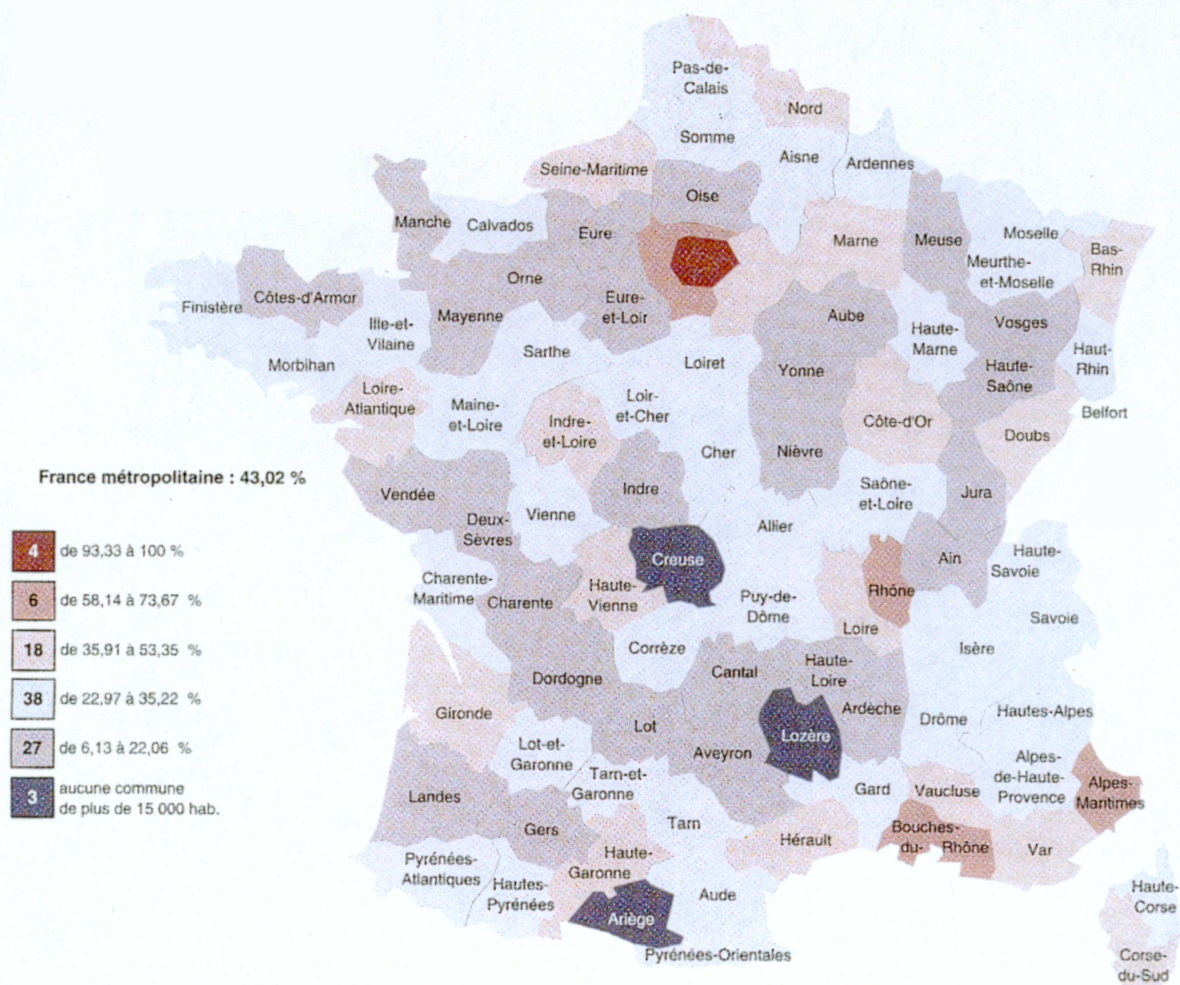 Pas-de-
Calais
Nord
Somme
Aisne
Ardennes
Seine-Maritime
Oise
Manche
Calvados
Eure
Marne
Meuse
Moselle
Meurthe-
et-Moselle
Bas-
Rhin
Orne
Finistère
Côtes-d'Armor
Mayenne
Eure-
et-Loir
Ille-et-
Vilaine
Aube
Haute-
Marne
Vosges
Haut-
Rhin
Morbihan
Sarthe
Loiret
Yonne
Haute-
Saône
Belfort
Loire-
Atlantique
Maine-
et-Loire
Indre-
et-Loire
Loir-
et-Cher
Cher
Côte-d'Or
Doubs
Nièvre
France métropolitaine : 43,02 %
Vendée
Deux-
Sèvres
Vienne
Indre
Allier
Saône-
et-Loire
Jura
4 de 93,33 à 100 %
6 de 58,14 à 73,67 %
18 de 35,91 à 53,35 %
38 de 22,97 à 35,22 %
27 de 6,13 à 22,06 %
3 aucune commune
de plus de 15 000 hab.
Charente-
Maritime
Charente
Haute-
Vienne
Creuse
Puy-de-
Dôme
Loire
Rhône
Ain
Haute-
Savoie
Savoie
Isère
Corrèze
Dordogne
Cantal
Haute-
Loire
Gironde
Lot
Aveyron
Lozère
Ardèche
Drôme
Hautes-Alpes
Lot-et-
Garonne
Tarn-et-
Garonne
Gard
Vaucluse
Alpes-
de-Haute-
Provence
Alpes-
Maritimes
Landes
Gers
Tarn
Hérault
Bouches-
du- Rhône
Var
Pyrénées-
Atlantiques
Hautes-
Pyrénées
Haute-
Garonne
Ariège
Aude
Pyrénées-Orientales
Haute-
Corse
Corse-
du-Sud